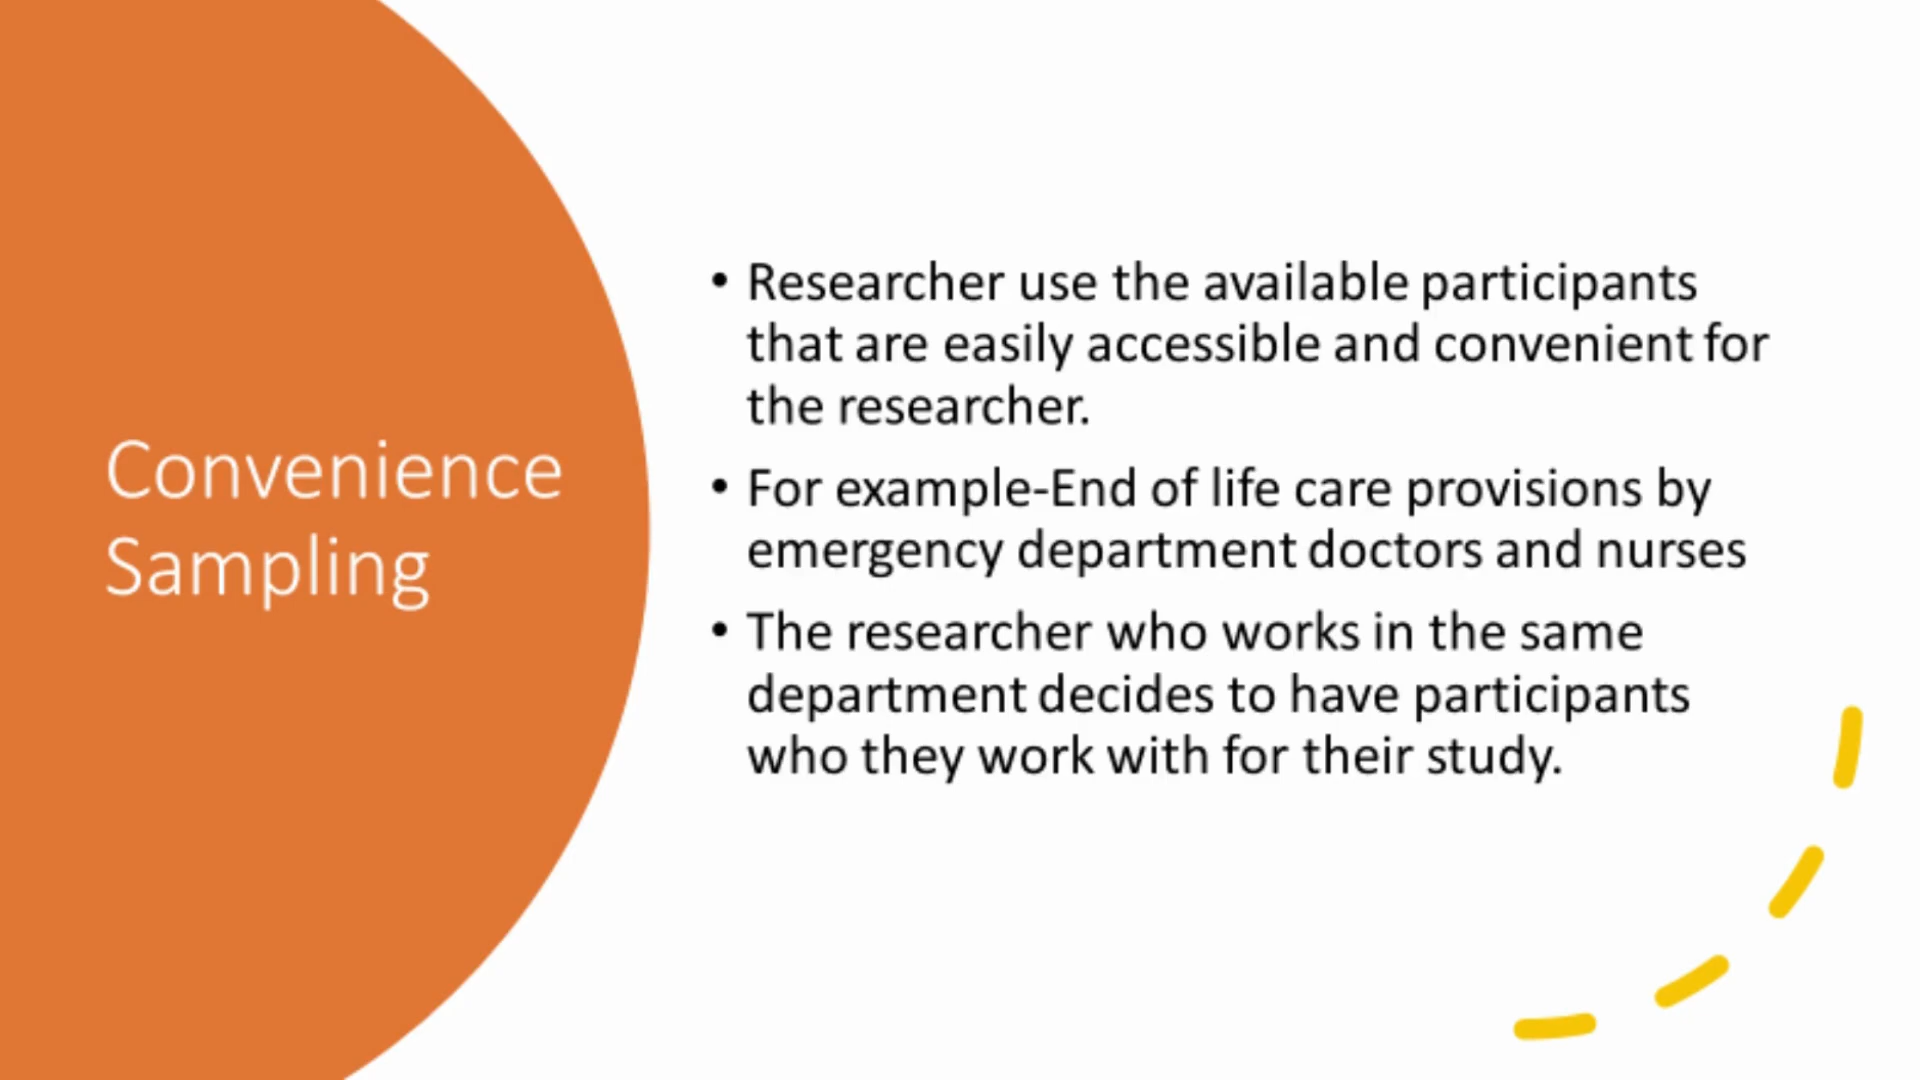 Convenience
Sampling
• Researcher use the available participants
that are easily accessible and convenient for
the researcher.
• For example-End of life care provisions by
emergency department doctors and nurses
• The researcher who works in the same
department decides to have participants
who they work with for their study.